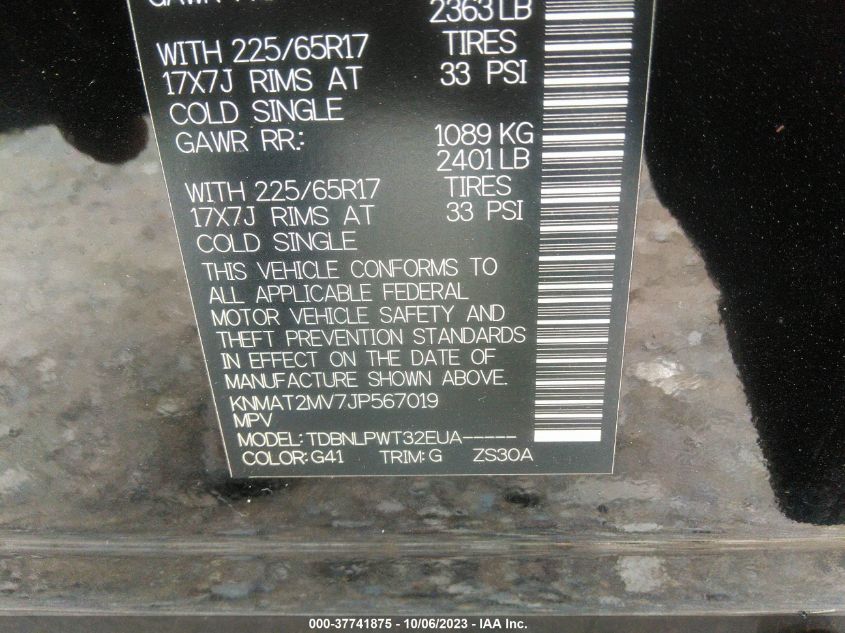 2363 LB
WITH 225/65R17 TIRES
17X7J RIMS AT 33 PSI
COLD SINGLE
GAWR RR.: 1089 KG
2401 LB
WITH 225/65R17 TIRES
17X7J RIMS AT 33 PSI
COLD SINGLE
THIS VEHICLE CONFORMS TO
ALL APPLICABLE FEDERAL
MOTOR VEHICLE SAFETY AND
THEFT PREVENTION STANDARDS
IN EFFECT ON THE DATE OF
MANUFACTURE SHOWN ABOVE.
KNMAT2MV7JP567019
MPV
MODEL:TDBNLPWT32EUA-----
COLOR:G41 TRIM:G ZS30A
000-37741875 - 10/06/2023 - IAA Inc.